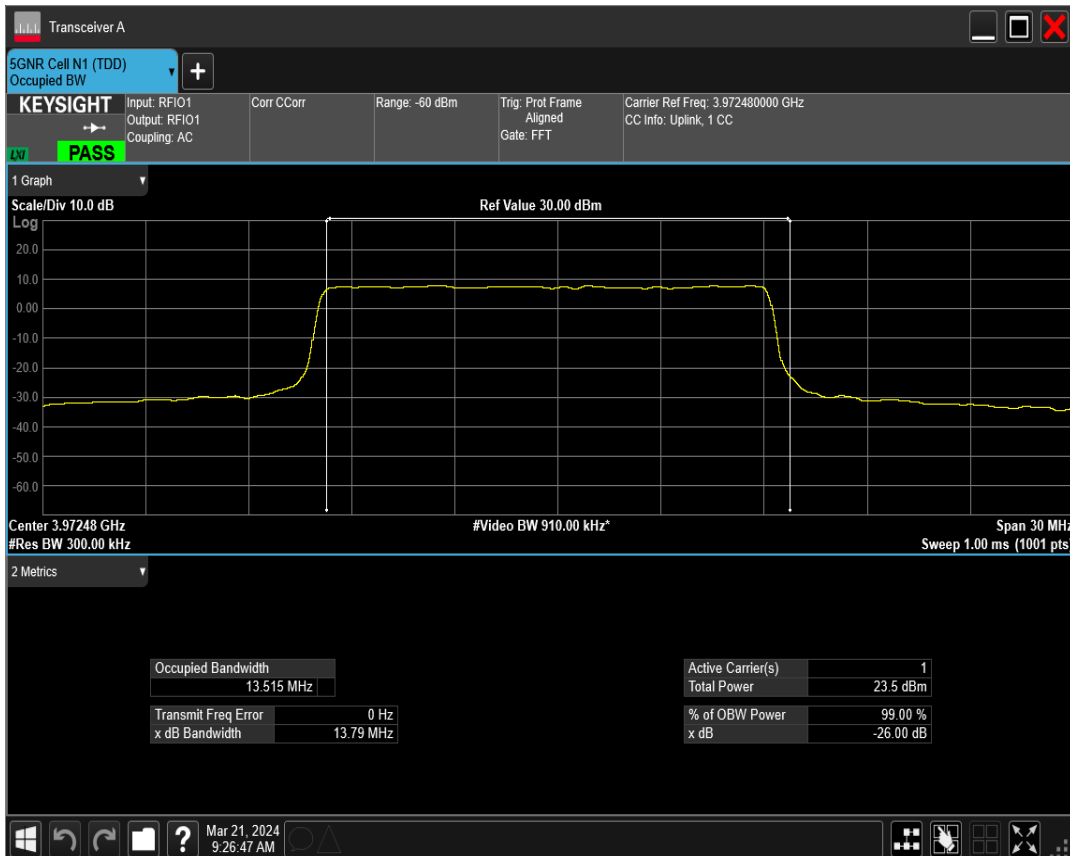 Transceiver A
5GNR Cell N1 (TDD)
Occupied BW
KEYSIGHT
LXI
PASS
Input: RFIO1
Output: RFIO1
Coupling: AC
Corr CCorr
Range: -60 dBm
Trig: Prot Frame
Aligned
Gate: FFT
Carrier Ref Freq: 3.972480000 GHz
CC Info: Uplink, 1 CC
1 Graph
Scale/Div 10.0 dB
Ref Value 30.00 dBm
Log
20.0
10.0
0.00
-10.0
-20.0
-30.0
-40.0
-50.0
-60.0
Center 3.97248 GHz
#Video BW 910.00 kHz*
Span 30 MHz
#Res BW 300.00 kHz
Sweep 1.00 ms (1001 pts)
2 Metrics
Occupied Bandwidth
13.515 MHz
Transmit Freq Error 0 Hz
x dB Bandwidth 13.79 MHz
Active Carrier(s) 1
Total Power 23.5 dBm
% of OBW Power 99.00 %
x dB -26.00 dB
?
Mar 21, 2024
9:26:47 AM